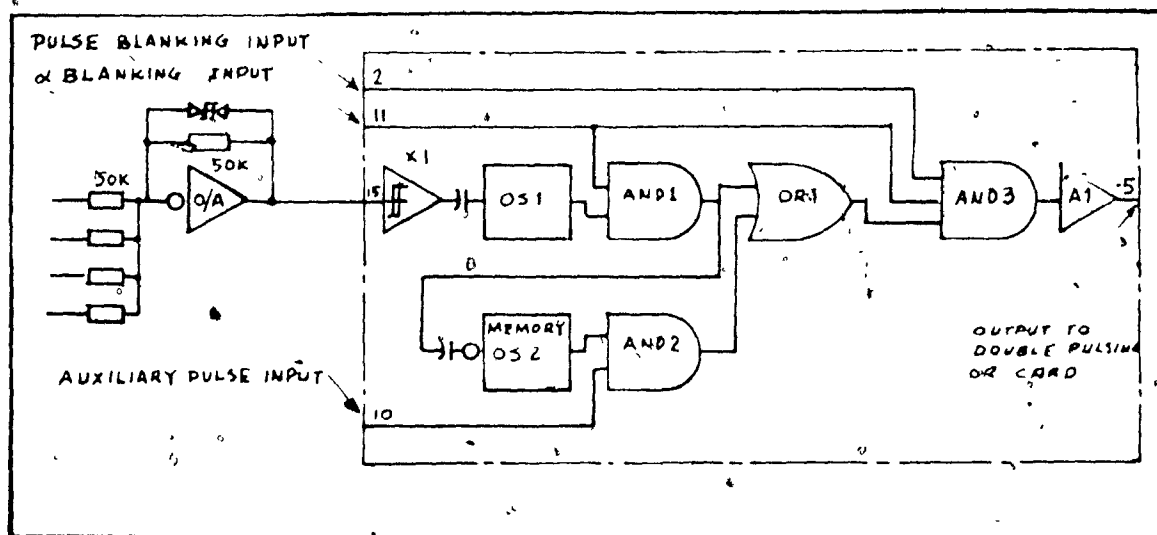 PULSE BLANKING INPUT
α BLANKING INPUT
2
11
50K
50K
O/A
15
X1
OS1
AND1
OR1
AND3
A1
5
B
MEMORY
OS2
AND2
AUXILIARY PULSE INPUT
10
OUTPUT TO
DOUBLE PULSING
OR CARD